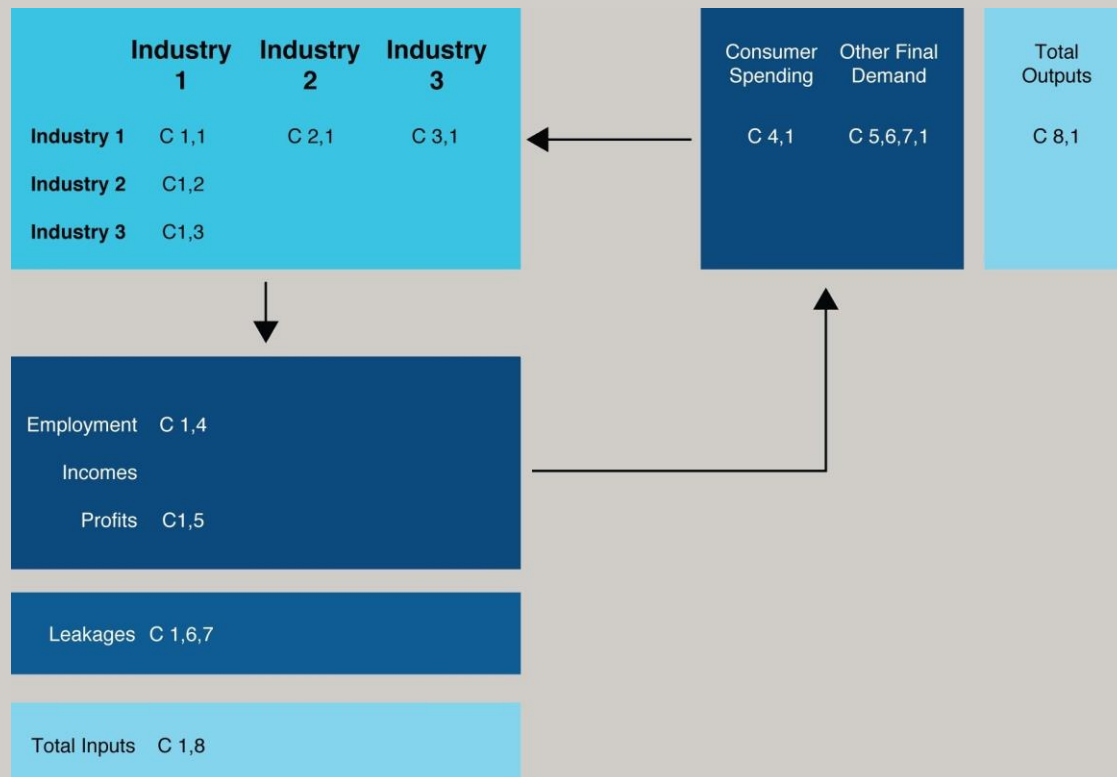 Industry 1 Industry 2 Industry 3 Consumer Spending Other Final Demand Total Outputs
Industry 1 C 1,1 C 2,1 C 3,1 C 4,1 C 5,6,7,1 C 8,1
Industry 2 C1,2
Industry 3 C1,3
Employment C 1,4
Incomes
Profits C1,5
Leakages C 1,6,7
Total Inputs C 1,8